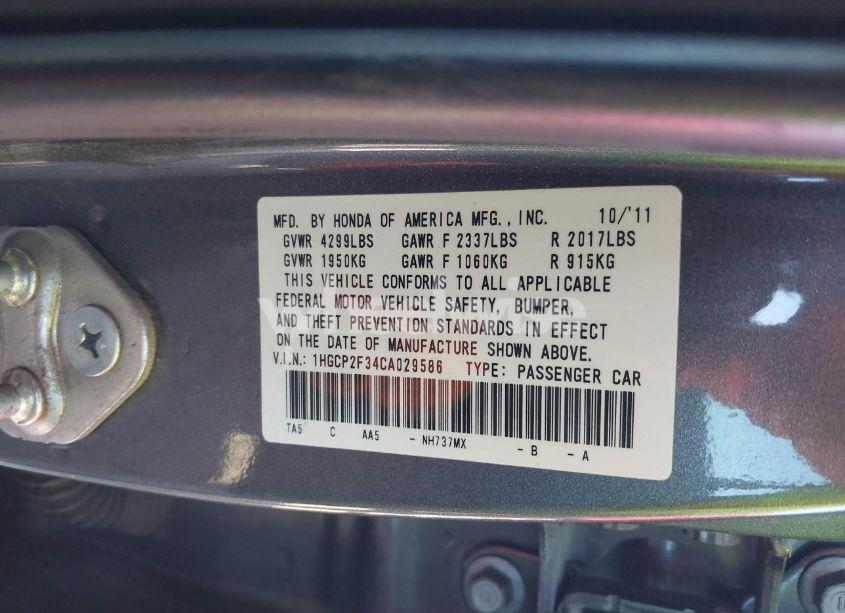 MFD. BY HONDA OF AMERICA MFG., INC. 10/'11
GVWR 4299LBS GAWR F 2337LBS R 2017LBS
GVWR 1950KG GAWR F 1060KG R 915KG
THIS VEHICLE CONFORMS TO ALL APPLICABLE
FEDERAL MOTOR VEHICLE SAFETY, BUMPER,
AND THEFT PREVENTION STANDARDS IN EFFECT
ON THE DATE OF MANUFACTURE SHOWN ABOVE.
V.I.N.: 1HGCP2F34CA029586 TYPE: PASSENGER CAR
TA5 C AA5 - NH737MX - B - A